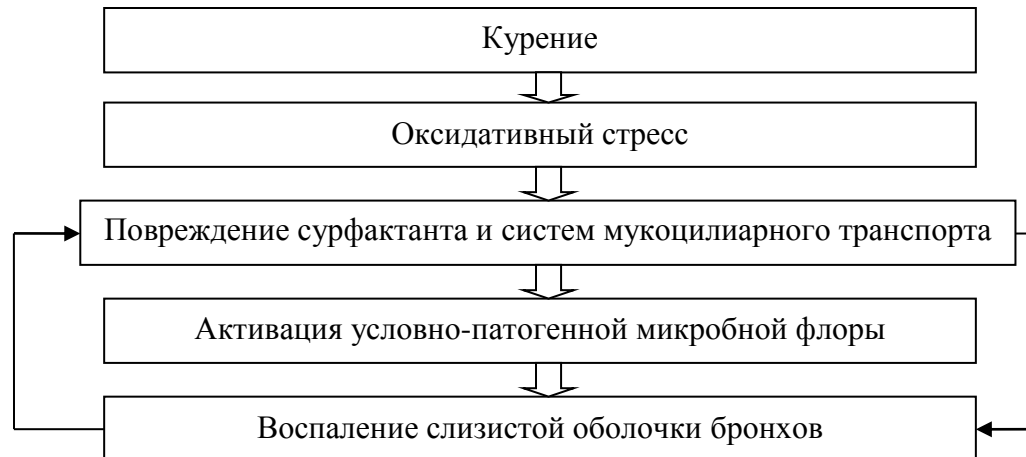 Курение
Оксидативный стресс
Повреждение сурфактанта и систем мукоцилиарного транспорта
Активация условно-патогенной микробной флоры
Воспаление слизистой оболочки бронхов